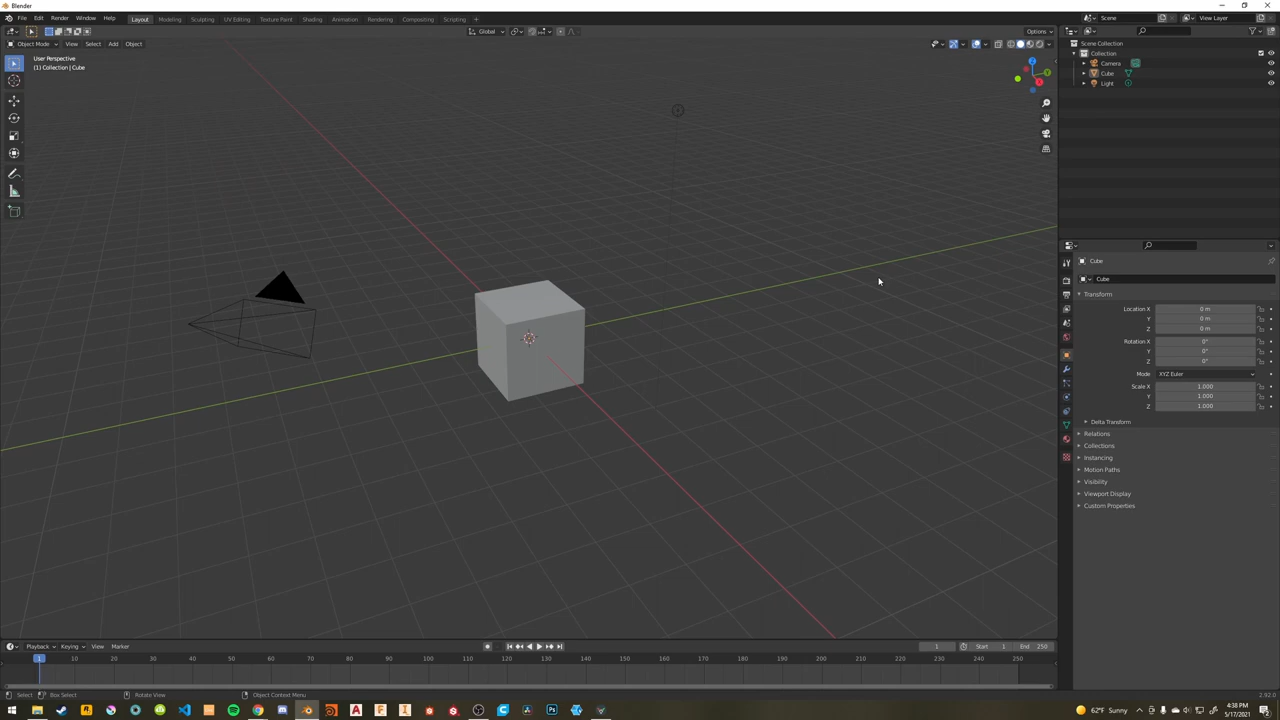 Blender
File Edit Render Window Help Layout Modeling Sculpting UV Editing Texture Paint Shading Animation Rendering Compositing Scripting + Scene View Layer
Global Options
Object Mode View Select Add Object
User Perspective
(1) Collection | Cube
Z
Y
X
Scene Collection
Collection
Camera
Cube
Light
Cube
Cube
Transform
Location X 0 m
Y 0 m
Z 0 m
Rotation X 0°
Y 0°
Z 0°
Mode XYZ Euler
Scale X 1.000
Y 1.000
Z 1.000
Delta Transform
Relations
Collections
Instancing
Motion Paths
Visibility
Viewport Display
Custom Properties
Playback Keying View Marker 1 Start 1 End 250
1 10 20 30 40 50 60 70 80 90 100 110 120 130 140 150 160 170 180 190 200 210 220 230 240 250
Select Box Select Rotate View Object Context Menu 2.92.0
62°F Sunny 4:38 PM
5/17/2021